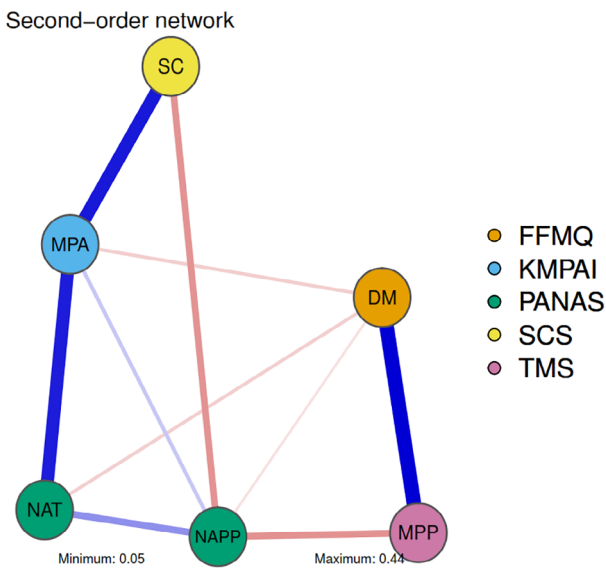 Second−order network
SC
MPA
DM
NAT
NAPP
MPP
Minimum: 0.05
Maximum: 0.44
FFMQ
KMPAI
PANAS
SCS
TMS